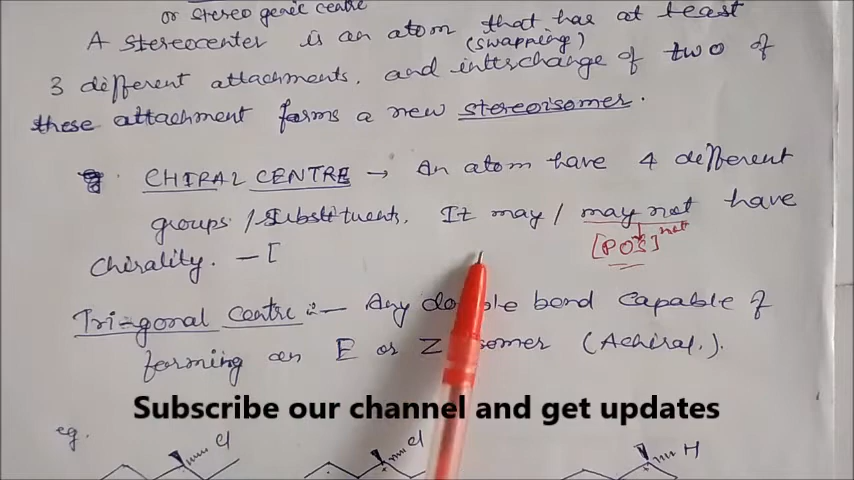 or stereogenic centre
A stereocenter is an atom that has at least
(swapping)
3 different attachments. and interchange of two of
these attachment forms a new stereoisomer.
CHIRAL CENTRE → An atom have 4 different
groups / substituents. It may / may not have
[POS] not
Chirality. — [
Tri-gonal centre :- Any double bond capable of
forming an E or Z isomer (Achiral.).
Subscribe our channel and get updates
eg.
Cl Cl H